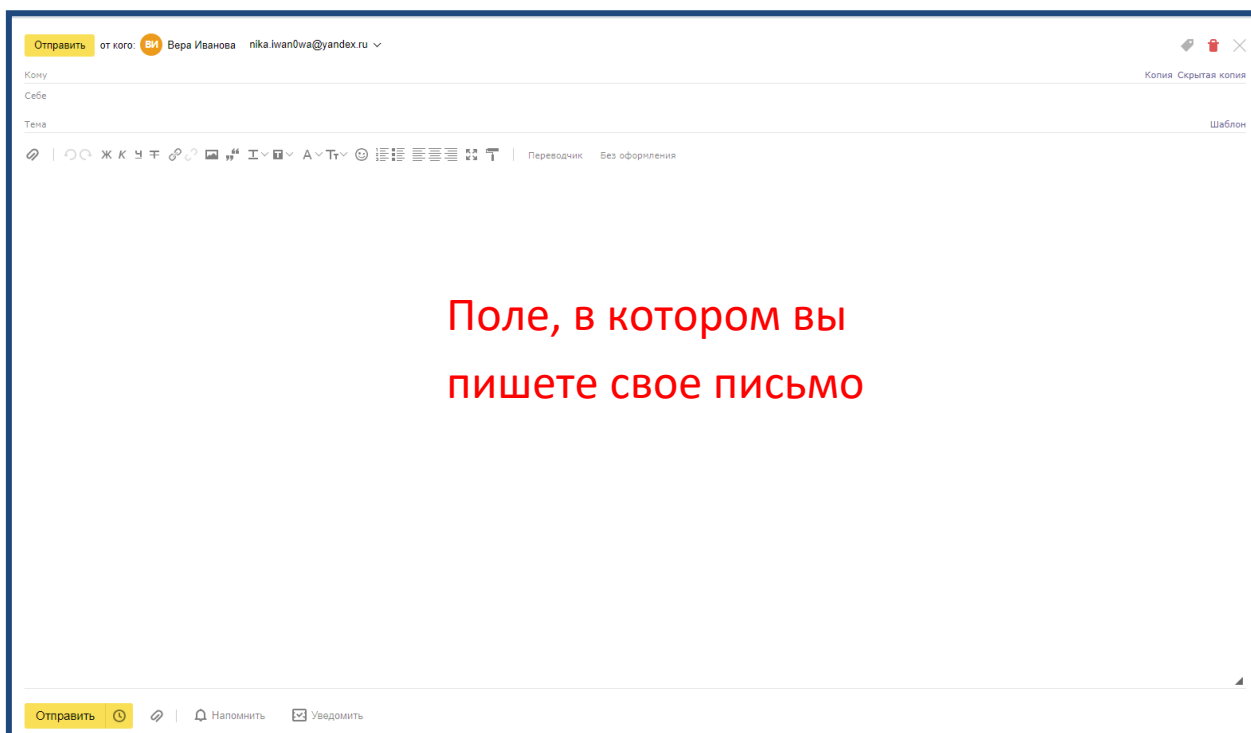 Отправить от кого: ВИ Вера Иванова nika.iwan0wa@yandex.ru
Кому Копия Скрытая копия
Себе
Тема Шаблон
Ж К Ч Т Переводчик Без оформления
Поле, в котором вы
пишете свое письмо
Отправить Напомнить Уведомить